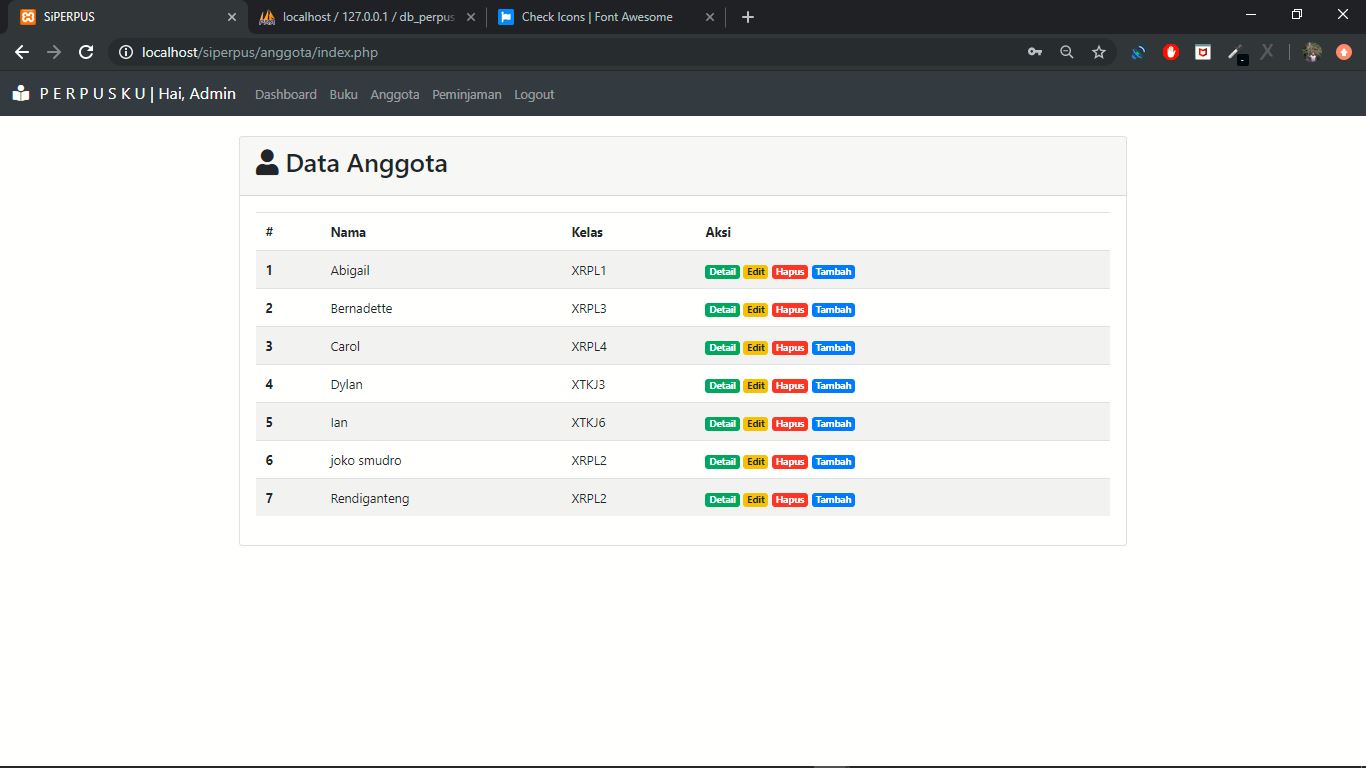 SiPERPUS
localhost / 127.0.0.1 / db_perpus
Check Icons | Font Awesome
localhost/siperpus/anggota/index.php
P E R P U S K U | Hai, Admin Dashboard Buku Anggota Peminjaman Logout
Data Anggota
# Nama Kelas Aksi
1 Abigail XRPL1 Detail Edit Hapus Tambah
2 Bernadette XRPL3 Detail Edit Hapus Tambah
3 Carol XRPL4 Detail Edit Hapus Tambah
4 Dylan XTKJ3 Detail Edit Hapus Tambah
5 Ian XTKJ6 Detail Edit Hapus Tambah
6 joko smudro XRPL2 Detail Edit Hapus Tambah
7 Rendiganteng XRPL2 Detail Edit Hapus Tambah